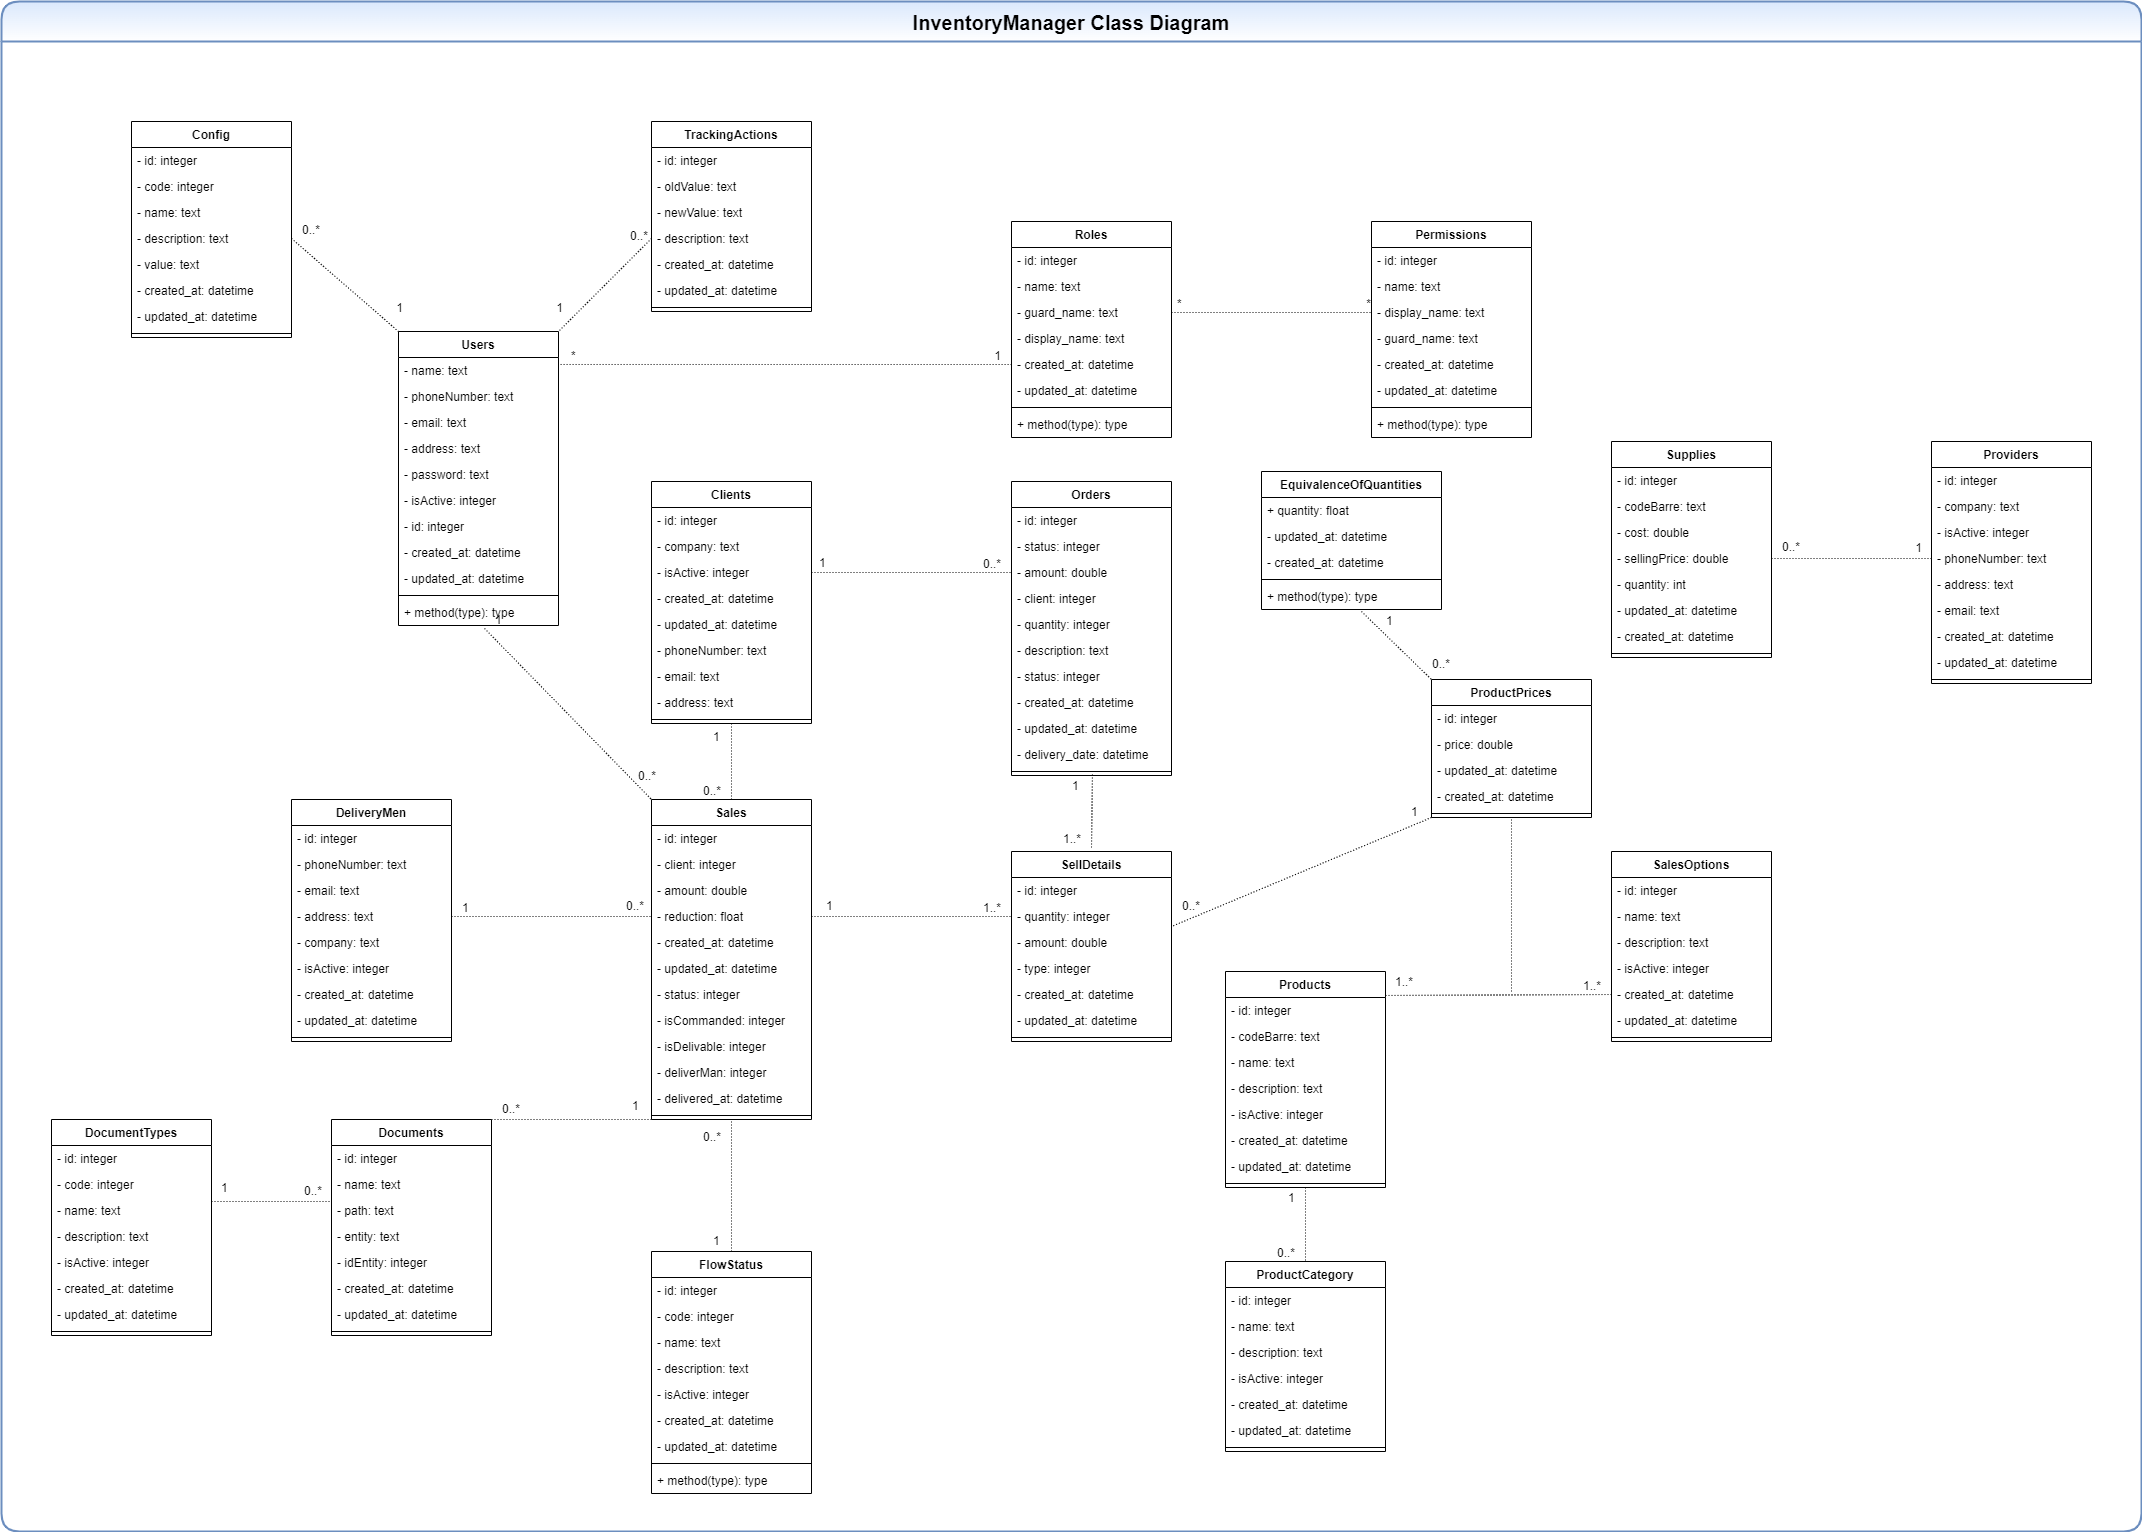 InventoryManager Class Diagram
Config
- id: integer
- code: integer
- name: text
- description: text
- value: text
- created_at: datetime
- updated_at: datetime
0..*
1
TrackingActions
- id: integer
- oldValue: text
- newValue: text
- description: text
- created_at: datetime
- updated_at: datetime
0..*
1
Users
- name: text
- phoneNumber: text
- email: text
- address: text
- password: text
- isActive: integer
- id: integer
- created_at: datetime
- updated_at: datetime
+ method(type): type
1
0..*
*
1
Roles
- id: integer
- name: text
- guard_name: text
- display_name: text
- created_at: datetime
- updated_at: datetime
+ method(type): type
*
*
Permissions
- id: integer
- name: text
- display_name: text
- guard_name: text
- created_at: datetime
- updated_at: datetime
+ method(type): type
Clients
- id: integer
- company: text
- isActive: integer
- created_at: datetime
- updated_at: datetime
- phoneNumber: text
- email: text
- address: text
1
0..*
1
0..*
Orders
- id: integer
- status: integer
- amount: double
- client: integer
- quantity: integer
- description: text
- status: integer
- created_at: datetime
- updated_at: datetime
- delivery_date: datetime
1
1..*
EquivalenceOfQuantities
+ quantity: float
- updated_at: datetime
- created_at: datetime
+ method(type): type
1
0..*
Supplies
- id: integer
- codeBarre: text
- cost: double
- sellingPrice: double
- quantity: int
- updated_at: datetime
- created_at: datetime
0..*
1
Providers
- id: integer
- company: text
- isActive: integer
- phoneNumber: text
- address: text
- email: text
- created_at: datetime
- updated_at: datetime
ProductPrices
- id: integer
- price: double
- updated_at: datetime
- created_at: datetime
1
0..*
DeliveryMen
- id: integer
- phoneNumber: text
- email: text
- address: text
- company: text
- isActive: integer
- created_at: datetime
- updated_at: datetime
1
0..*
Sales
- id: integer
- client: integer
- amount: double
- reduction: float
- created_at: datetime
- updated_at: datetime
- status: integer
- isCommanded: integer
- isDelivable: integer
- deliverMan: integer
- delivered_at: datetime
1
1..*
SellDetails
- id: integer
- quantity: integer
- amount: double
- type: integer
- created_at: datetime
- updated_at: datetime
SalesOptions
- id: integer
- name: text
- description: text
- isActive: integer
- created_at: datetime
- updated_at: datetime
1..*
1..*
Products
- id: integer
- codeBarre: text
- name: text
- description: text
- isActive: integer
- created_at: datetime
- updated_at: datetime
1
0..*
0..*
1
DocumentTypes
- id: integer
- code: integer
- name: text
- description: text
- isActive: integer
- created_at: datetime
- updated_at: datetime
1
0..*
Documents
- id: integer
- name: text
- path: text
- entity: text
- idEntity: integer
- created_at: datetime
- updated_at: datetime
0..*
1
FlowStatus
- id: integer
- code: integer
- name: text
- description: text
- isActive: integer
- created_at: datetime
- updated_at: datetime
+ method(type): type
ProductCategory
- id: integer
- name: text
- description: text
- isActive: integer
- created_at: datetime
- updated_at: datetime